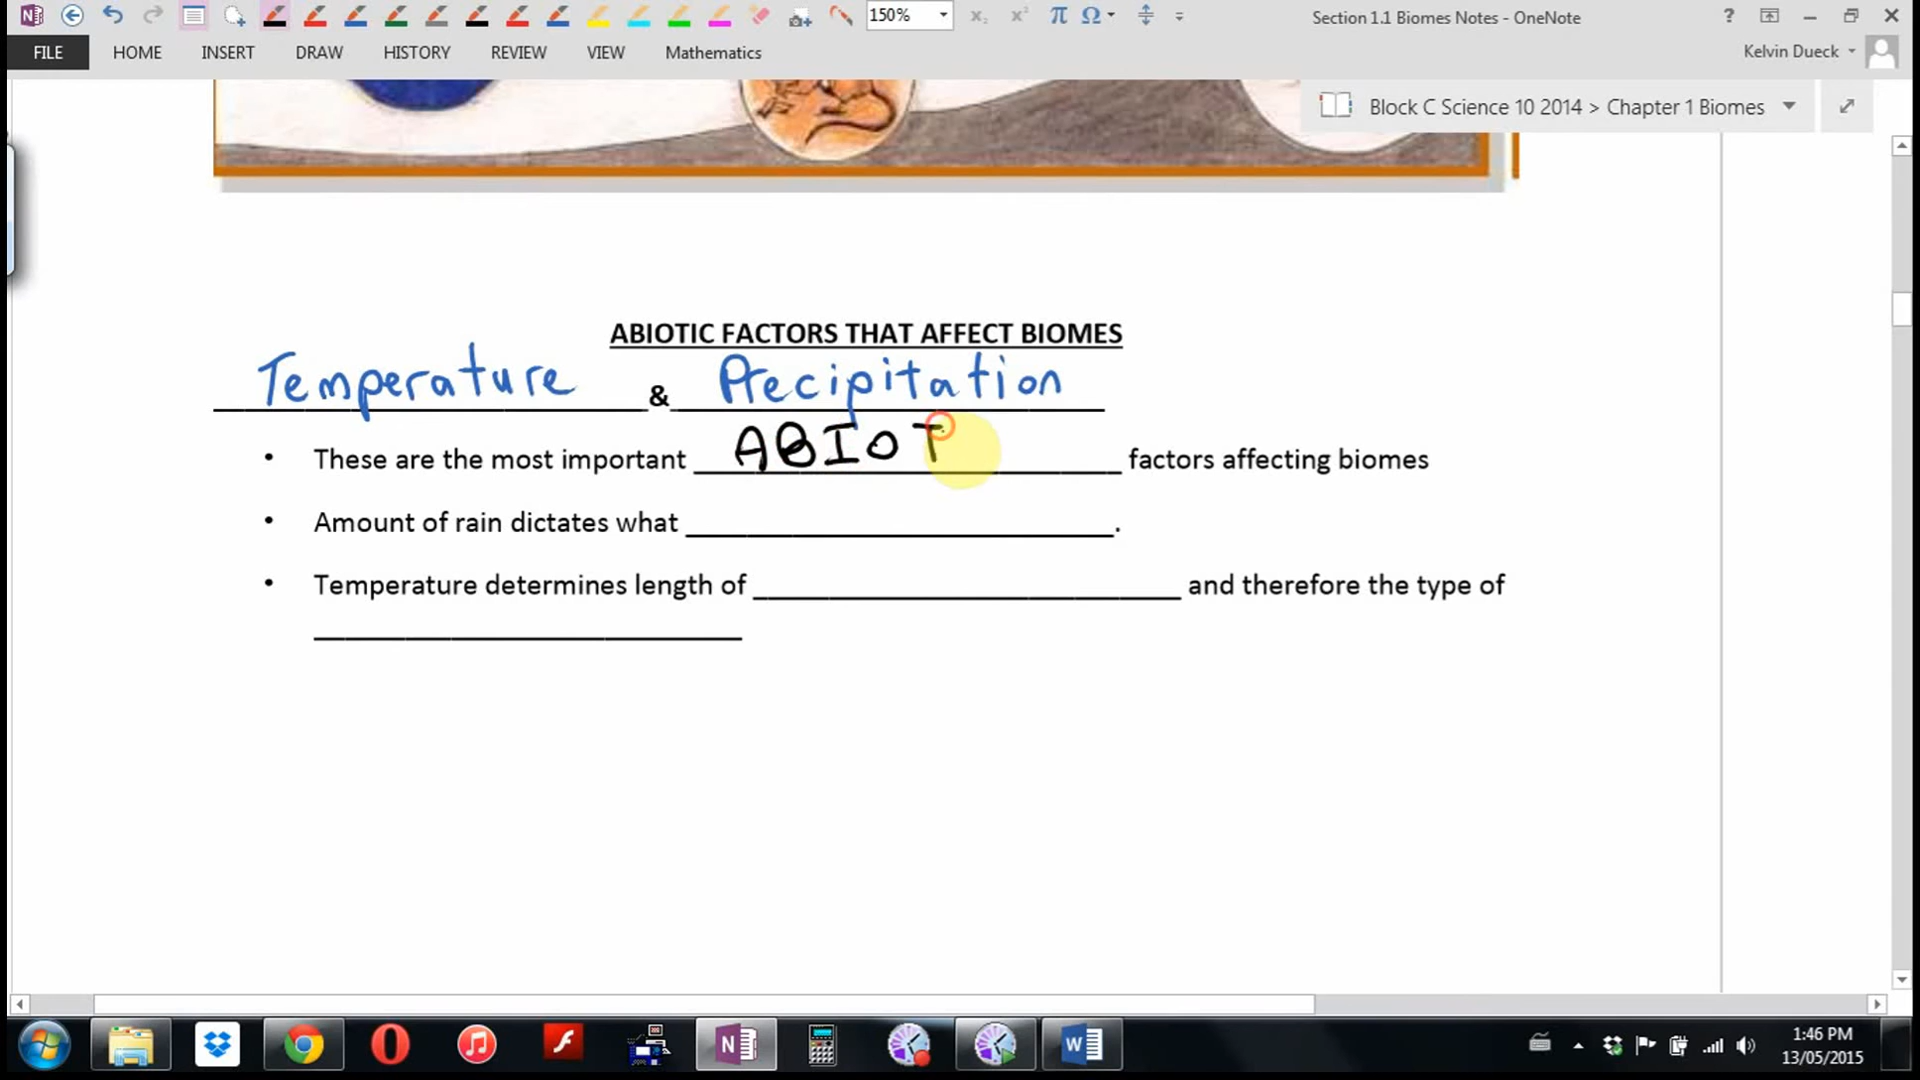 150% x₂ x² π Ω Section 1.1 Biomes Notes - OneNote ?
FILE HOME INSERT DRAW HISTORY REVIEW VIEW Mathematics Kelvin Dueck
Block C Science 10 2014 > Chapter 1 Biomes
ABIOTIC FACTORS THAT AFFECT BIOMES
Temperature & Precipitation
• These are the most important ABIOT factors affecting biomes
• Amount of rain dictates what .
• Temperature determines length of and therefore the type of
1:46 PM
13/05/2015